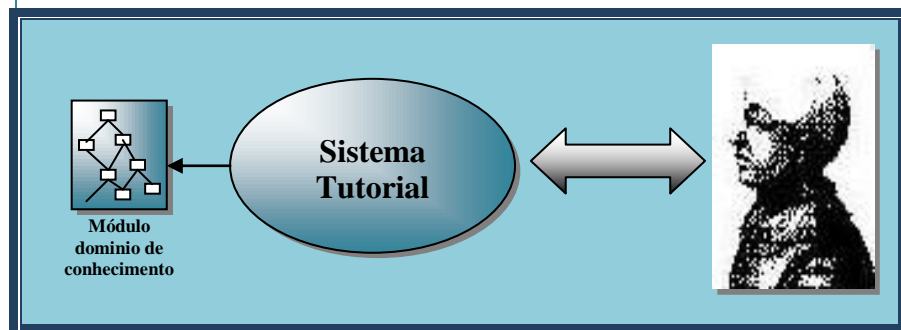 Sistema
Tutorial
Módulo
dominio de
conhecimento